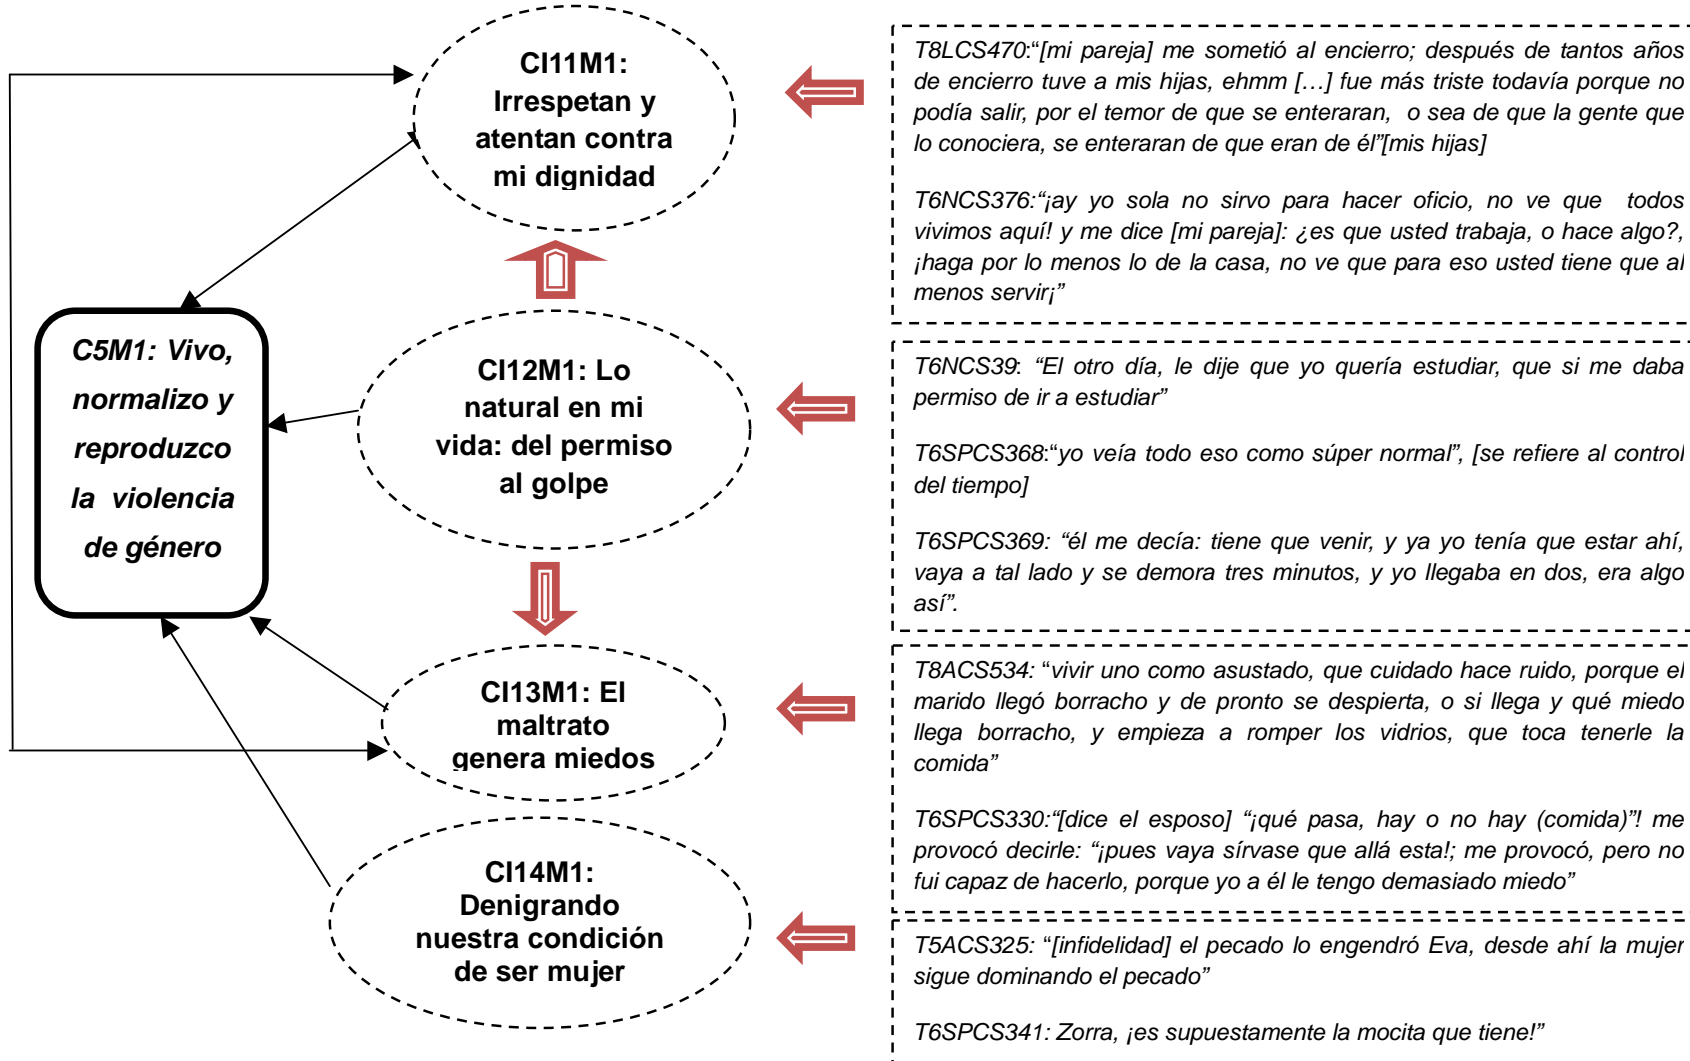 CI11M1:
Irrespetan y
atentan contra
mi dignidad
T8LCS470:“[mi pareja] me sometió al encierro; después de tantos años
de encierro tuve a mis hijas, ehmm […] fue más triste todavía porque no
podía salir, por el temor de que se enteraran, o sea de que la gente que
lo conociera, se enteraran de que eran de él”[mis hijas]
T6NCS376:“¡ay yo sola no sirvo para hacer oficio, no ve que todos
vivimos aquí! y me dice [mi pareja]: ¿es que usted trabaja, o hace algo?,
¡haga por lo menos lo de la casa, no ve que para eso usted tiene que al
menos servir¡”
C5M1: Vivo,
normalizo y
reproduzco
la violencia
de género
CI12M1: Lo
natural en mi
vida: del permiso
al golpe
T6NCS39: “El otro día, le dije que yo quería estudiar, que si me daba
permiso de ir a estudiar”
T6SPCS368:“yo veía todo eso como súper normal”, [se refiere al control
del tiempo]
T6SPCS369: “él me decía: tiene que venir, y ya yo tenía que estar ahí,
vaya a tal lado y se demora tres minutos, y yo llegaba en dos, era algo
así”.
CI13M1: El
maltrato
genera miedos
T8ACS534: “vivir uno como asustado, que cuidado hace ruido, porque el
marido llegó borracho y de pronto se despierta, o si llega y qué miedo
llega borracho, y empieza a romper los vidrios, que toca tenerle la
comida”
T6SPCS330:“[dice el esposo] “¡qué pasa, hay o no hay (comida)”! me
provocó decirle: “¡pues vaya sírvase que allá esta!; me provocó, pero no
fui capaz de hacerlo, porque yo a él le tengo demasiado miedo”
CI14M1:
Denigrando
nuestra condición
de ser mujer
T5ACS325: “[infidelidad] el pecado lo engendró Eva, desde ahí la mujer
sigue dominando el pecado”
T6SPCS341: Zorra, ¡es supuestamente la mocita que tiene!”